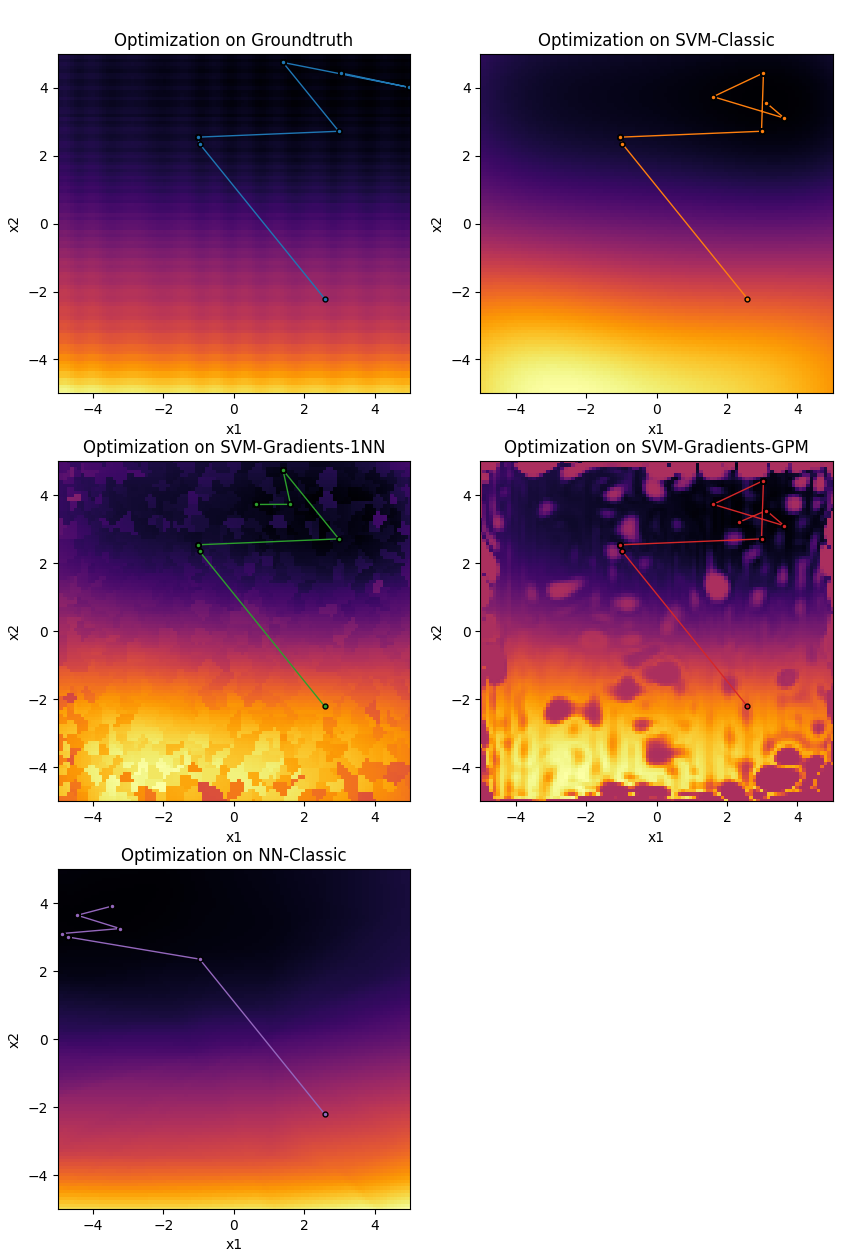 Optimization on Groundtruth
4
2
0
−2
−4
x2
−4 −2 0 2 4
x1
Optimization on SVM-Classic
4
2
0
−2
−4
x2
−4 −2 0 2 4
x1
Optimization on SVM-Gradients-1NN
4
2
0
−2
−4
x2
−4 −2 0 2 4
x1
Optimization on SVM-Gradients-GPM
4
2
0
−2
−4
x2
−4 −2 0 2 4
x1
Optimization on NN-Classic
4
2
0
−2
−4
x2
−4 −2 0 2 4
x1